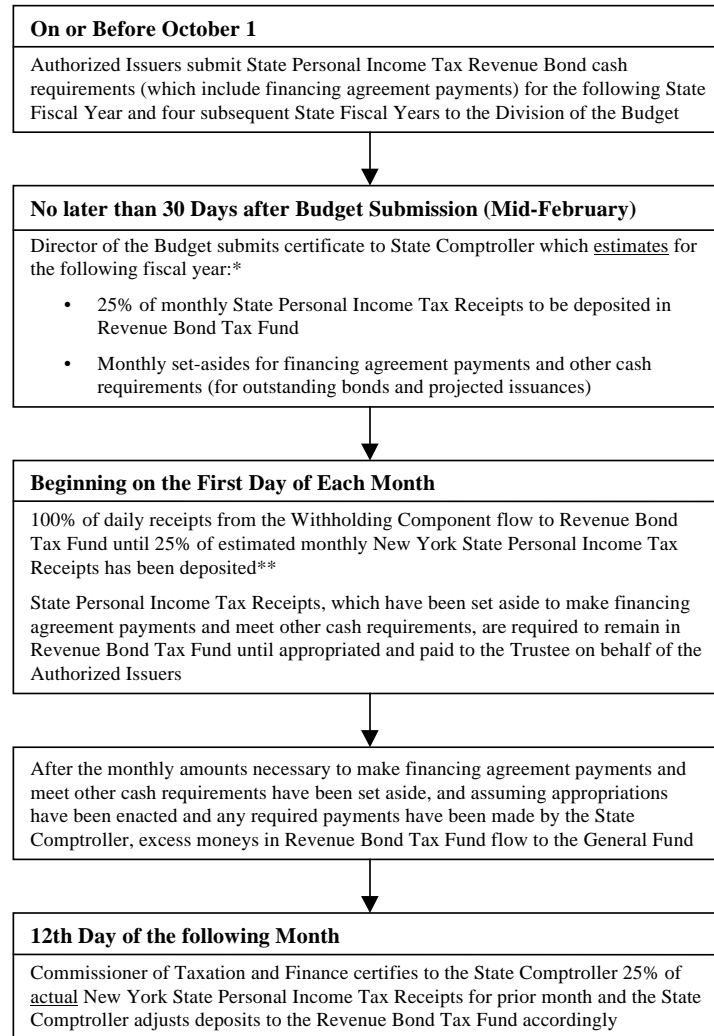 On or Before October 1
Authorized Issuers submit State Personal Income Tax Revenue Bond cash
requirements (which include financing agreement payments) for the following State
Fiscal Year and four subsequent State Fiscal Years to the Division of the Budget
No later than 30 Days after Budget Submission (Mid-February)
Director of the Budget submits certificate to State Comptroller which estimates for
the following fiscal year:*
• 25% of monthly State Personal Income Tax Receipts to be deposited in
Revenue Bond Tax Fund
• Monthly set-asides for financing agreement payments and other cash
requirements (for outstanding bonds and projected issuances)
Beginning on the First Day of Each Month
100% of daily receipts from the Withholding Component flow to Revenue Bond
Tax Fund until 25% of estimated monthly New York State Personal Income Tax
Receipts has been deposited**
State Personal Income Tax Receipts, which have been set aside to make financing
agreement payments and meet other cash requirements, are required to remain in
Revenue Bond Tax Fund until appropriated and paid to the Trustee on behalf of the
Authorized Issuers
After the monthly amounts necessary to make financing agreement payments and
meet other cash requirements have been set aside, and assuming appropriations
have been enacted and any required payments have been made by the State
Comptroller, excess moneys in Revenue Bond Tax Fund flow to the General Fund
12th Day of the following Month
Commissioner of Taxation and Finance certifies to the State Comptroller 25% of
actual New York State Personal Income Tax Receipts for prior month and the State
Comptroller adjusts deposits to the Revenue Bond Tax Fund accordingly